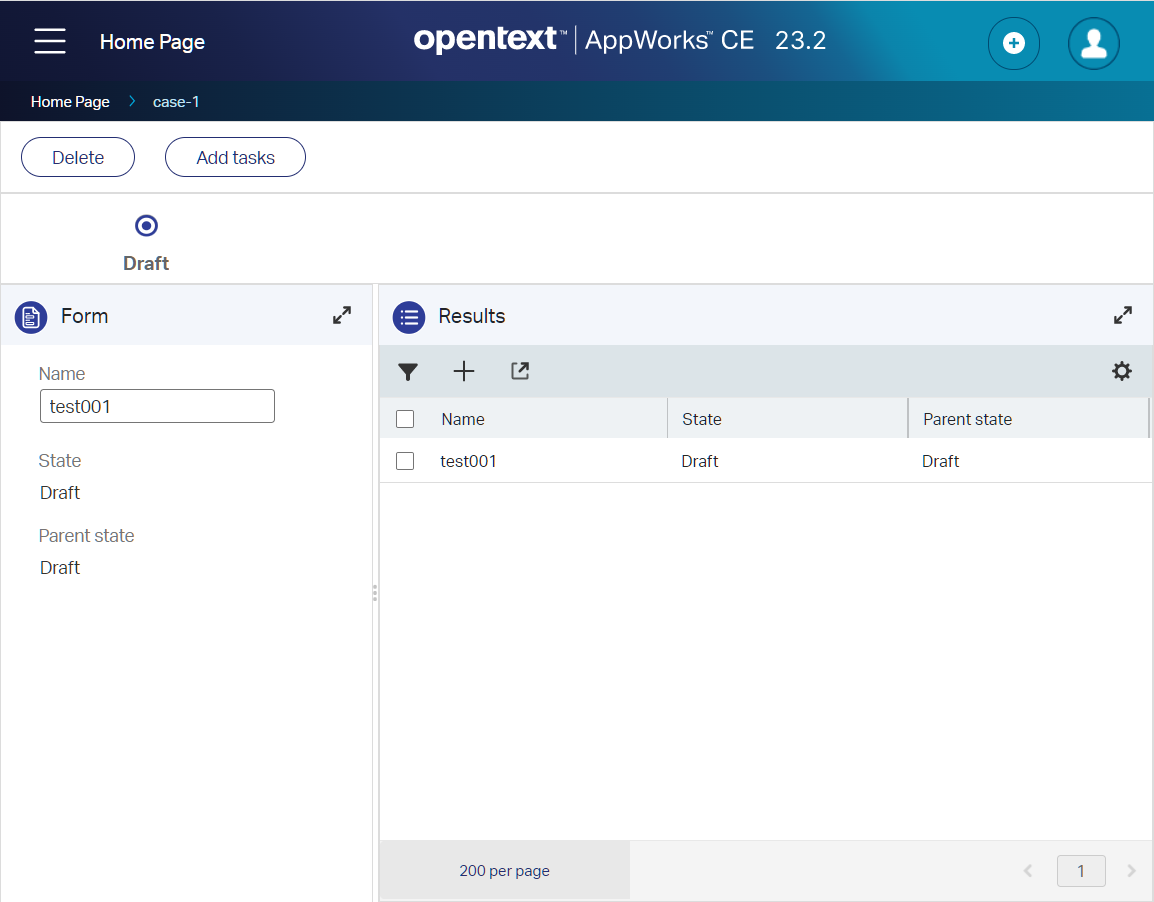 Home Page
opentext™ | AppWorks™ CE 23.2
Home Page > case-1
Delete
Add tasks
Draft
Form
Name
test001
State
Draft
Parent state
Draft
Results
Name State Parent state
test001 Draft Draft
200 per page
1